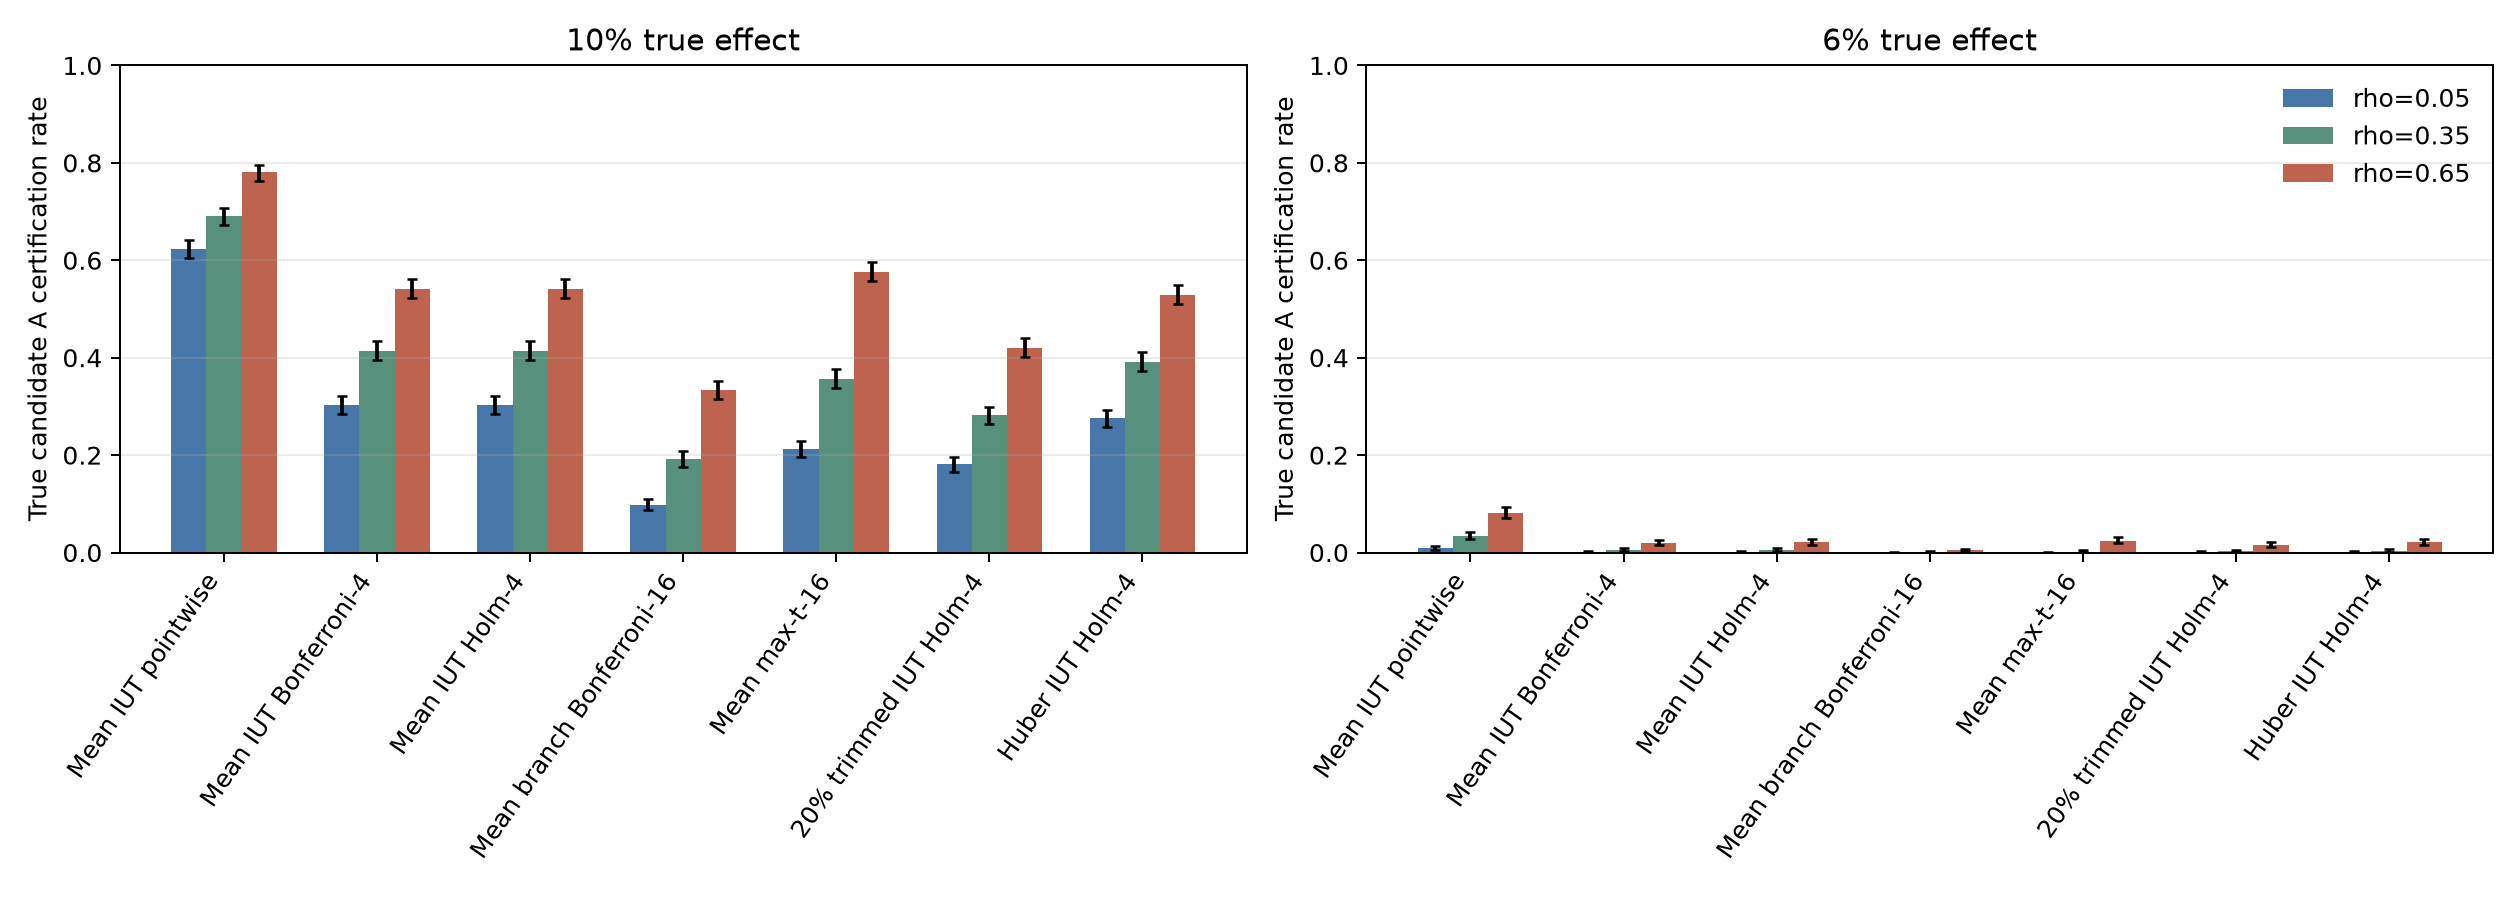 10% true effect
True candidate A certification rate
1.0
0.8
0.6
0.4
0.2
0.0
Mean IUT pointwise
Mean IUT Bonferroni-4
Mean IUT Holm-4
Mean branch Bonferroni-16
Mean max-t-16
20% trimmed IUT Holm-4
Huber IUT Holm-4
6% true effect
True candidate A certification rate
1.0
0.8
0.6
0.4
0.2
0.0
rho=0.05
rho=0.35
rho=0.65
Mean IUT pointwise
Mean IUT Bonferroni-4
Mean IUT Holm-4
Mean branch Bonferroni-16
Mean max-t-16
20% trimmed IUT Holm-4
Huber IUT Holm-4